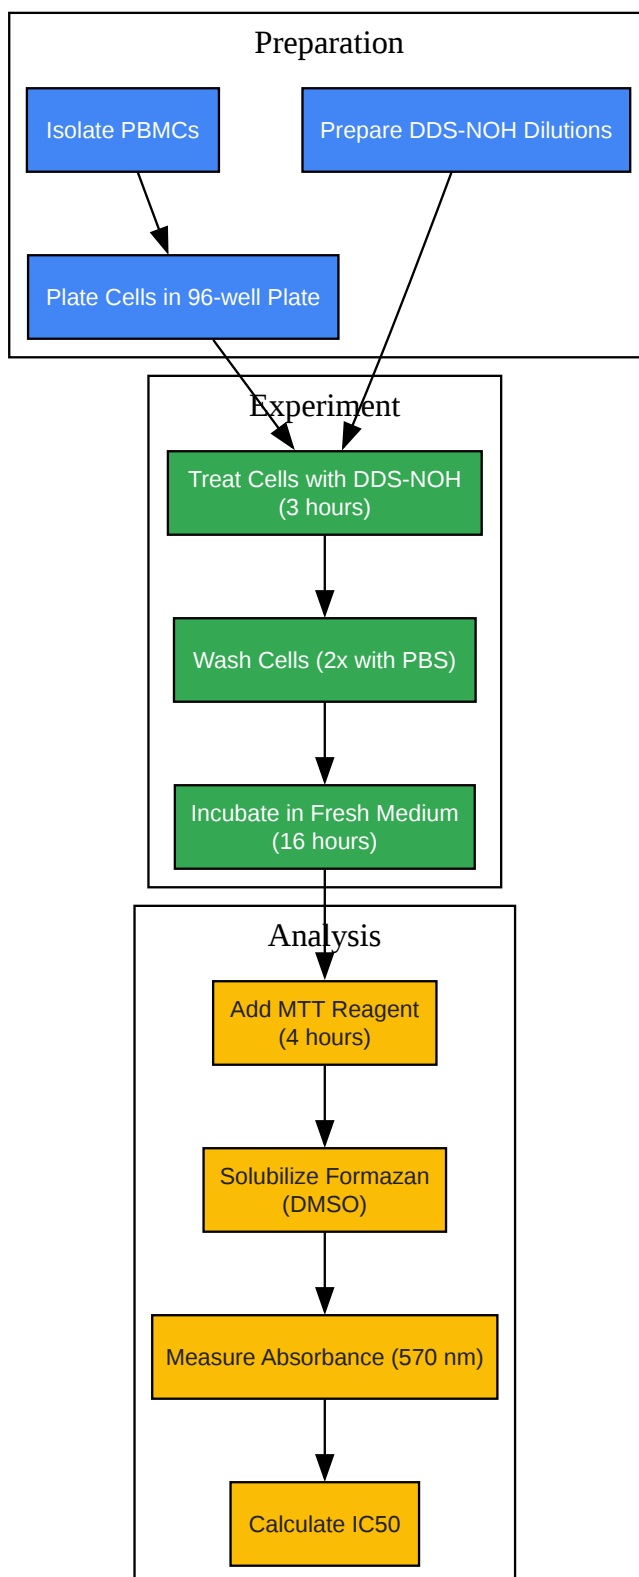 Preparation
Isolate PBMCs
Prepare DDS-NOH Dilutions
Plate Cells in 96-well Plate
Experiment
Treat Cells with DDS-NOH
(3 hours)
Wash Cells (2x with PBS)
Incubate in Fresh Medium
(16 hours)
Analysis
Add MTT Reagent
(4 hours)
Solubilize Formazan
(DMSO)
Measure Absorbance (570 nm)
Calculate IC50